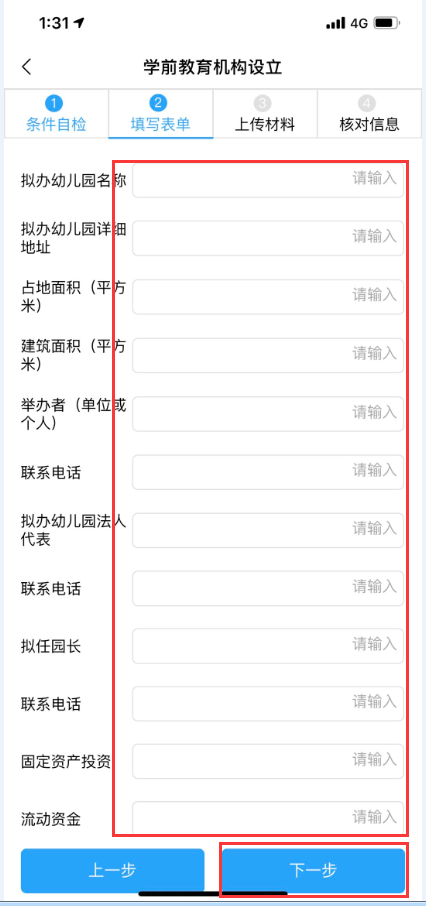 1:31
4G
学前教育机构设立
1
2
3
4
条件自检
填写表单
上传材料
核对信息
拟办幼儿园名称
请输入
拟办幼儿园详细
地址
请输入
占地面积（平方
米）
请输入
建筑面积（平方
米）
请输入
举办者（单位或
个人）
请输入
联系电话
请输入
拟办幼儿园法人
代表
请输入
联系电话
请输入
拟任园长
请输入
联系电话
请输入
固定资产投资
请输入
流动资金
请输入
上一步
下一步